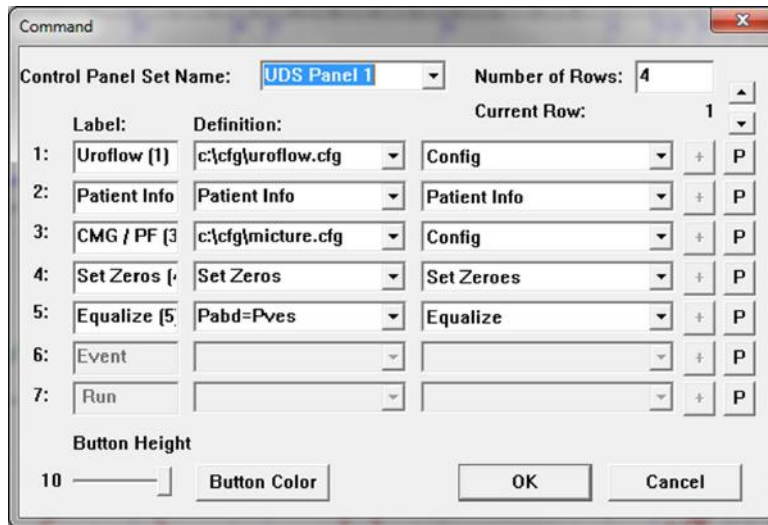 Command
Control Panel Set Name: UDS Panel 1 Number of Rows: 4
Current Row: 1
Label: Definition:
1: Uroflow (1) c:\cfg\uroflow.cfg Config + P
2: Patient Info Patient Info Patient Info + P
3: CMG / PF (3 c:\cfg\micture.cfg Config + P
4: Set Zeros (4 Set Zeros Set Zeroes + P
5: Equalize (5) Pabd=Pves Equalize + P
6: Event + P
7: Run + P
Button Height
10 Button Color OK Cancel